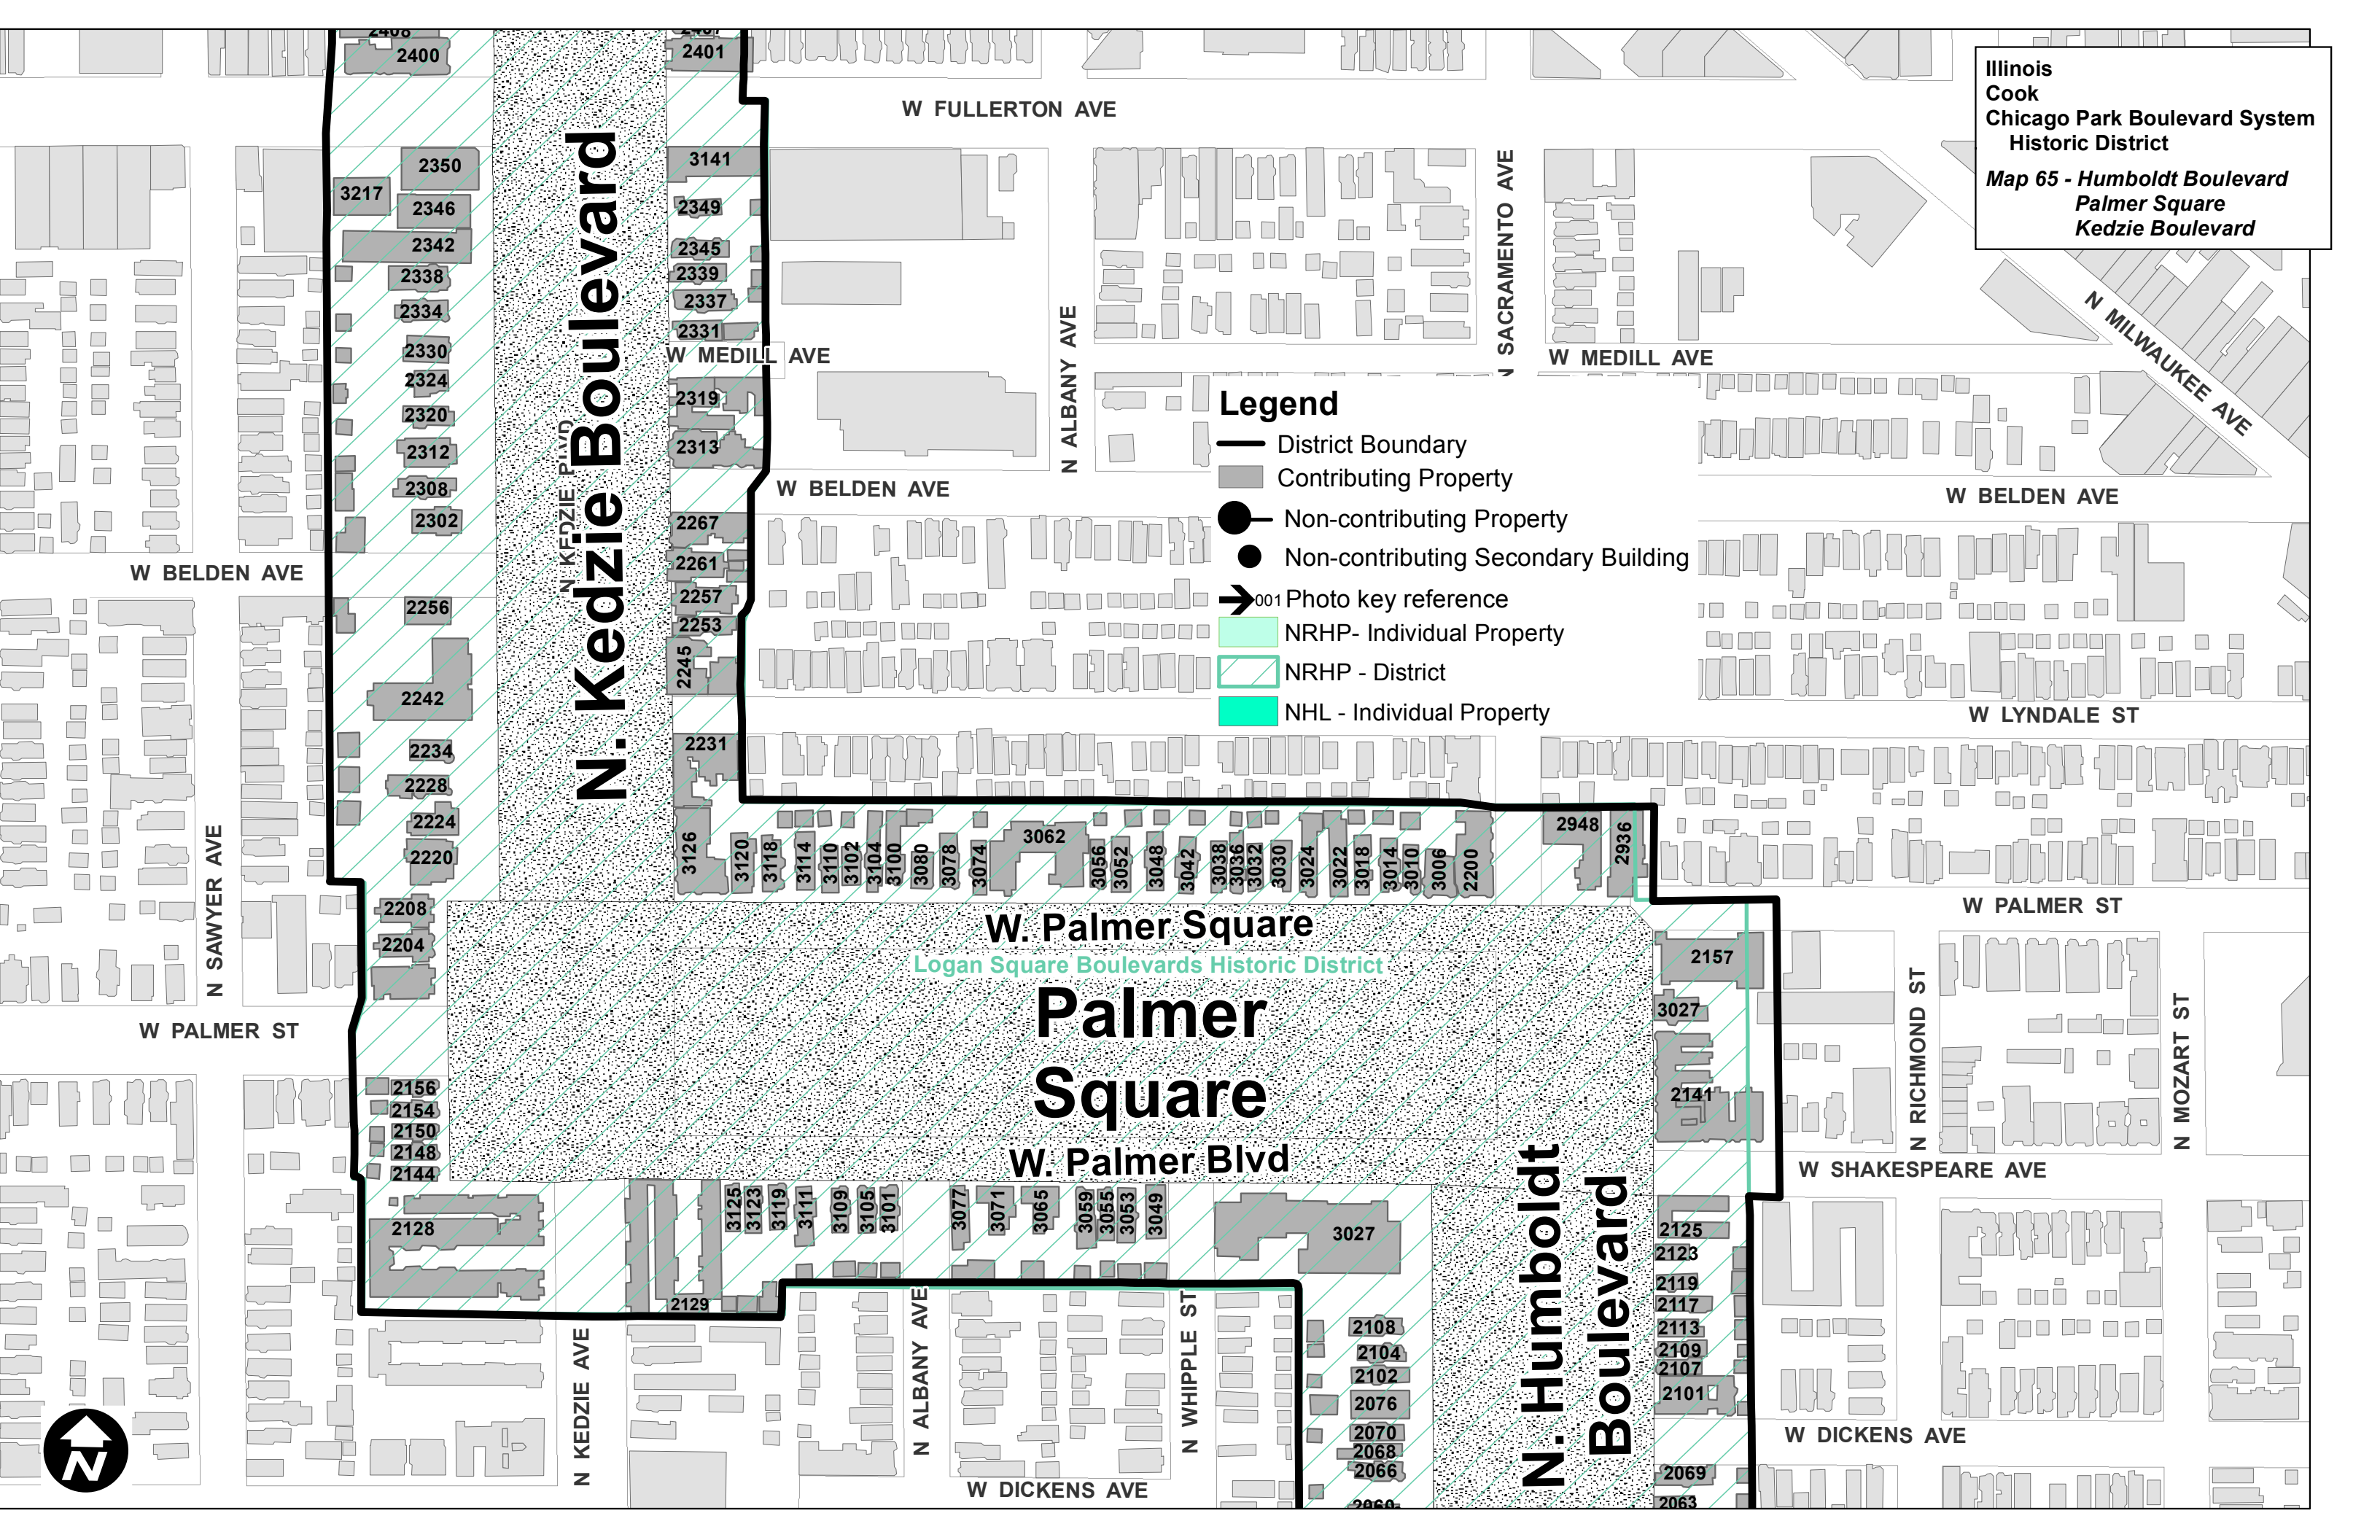 2408
2400
2401
W FULLERTON AVE
Illinois
Cook
Chicago Park Boulevard System
Historic District
Map 65 - Humboldt Boulevard
Palmer Square
Kedzie Boulevard
2350
3217
2346
2342
2338
2334
2330
2324
2320
2312
2308
2302
W BELDEN AVE
2256
2242
2234
2228
2224
2220
2208
2204
W PALMER ST
N SAWYER AVE
N. Kedzie Boulevard
3141
2349
2345
2339
2337
2331
W MEDILL AVE
2319
2313
W BELDEN AVE
2267
2261
2257
2253
2245
2231
N ALBANY AVE
N SACRAMENTO AVE
W MEDILL AVE
N MILWAUKEE AVE
W BELDEN AVE
W LYNDALE ST
W PALMER ST
Legend
District Boundary
Contributing Property
Non-contributing Property
Non-contributing Secondary Building
001 Photo key reference
NRHP- Individual Property
NRHP - District
NHL - Individual Property
3126
3120
3118
3114
3110
3102
3104
3100
3080
3078
3074
3062
3056
3052
3048
3042
3038
3036
3032
3030
3024
3022
3018
3014
3010
3006
2200
2948
2936
W. Palmer Square
Logan Square Boulevards Historic District
Palmer
Square
W. Palmer Blvd
2157
3027
2141
N RICHMOND ST
N MOZART ST
W SHAKESPEARE AVE
2156
2154
2150
2148
2144
2128
2129
3125
3123
3119
3111
3109
3105
3101
3077
3071
3065
3059
3055
3053
3049
3027
N. Humboldt
Boulevard
2125
2123
2119
2117
2113
2109
2107
2101
2069
2063
2108
2104
2102
2076
2070
2068
2066
2060
N KEDZIE AVE
N ALBANY AVE
N WHIPPLE ST
W DICKENS AVE
W DICKENS AVE
N